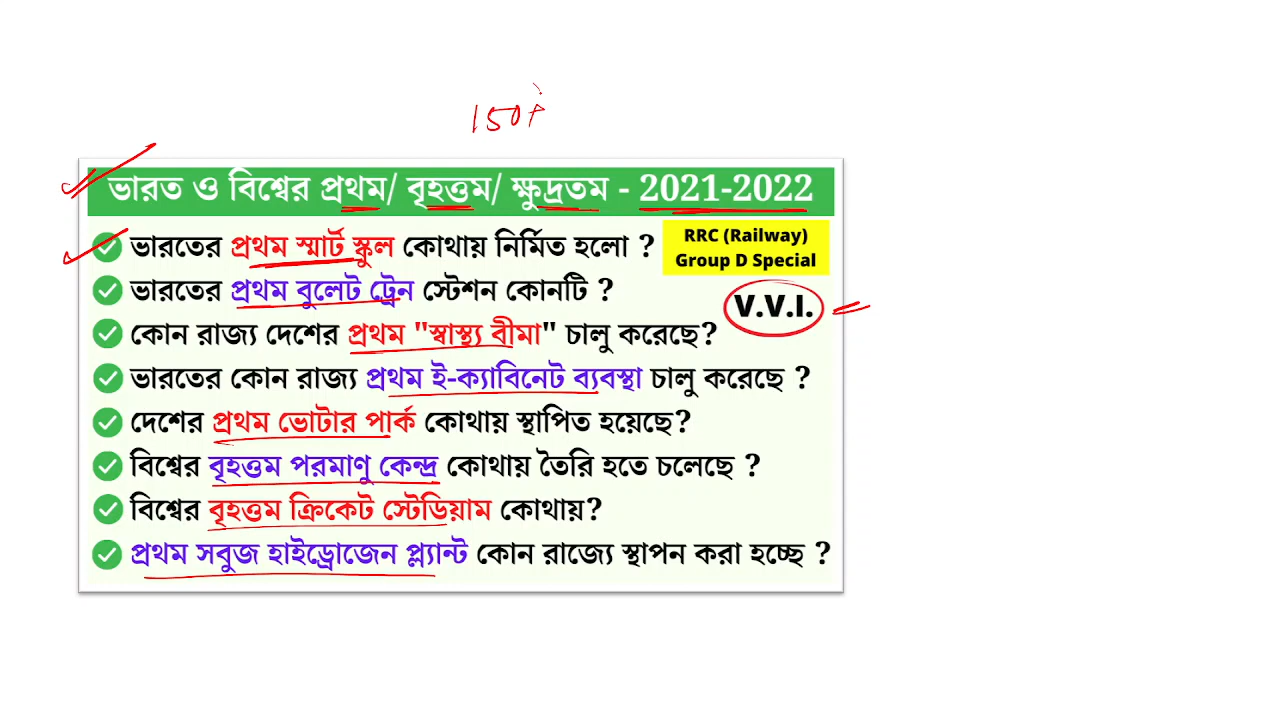 150+
ভারত ও বিশ্বের প্রথম/ বৃহত্তম/ ক্ষুদ্রতম - 2021-2022
ভারতের প্রথম স্মার্ট স্কুল কোথায় নির্মিত হলো ?
RRC (Railway)
Group D Special
ভারতের প্রথম বুলেট ট্রেন স্টেশন কোনটি ?
V.V.I.
কোন রাজ্য দেশের প্রথম "স্বাস্থ্য বীমা" চালু করেছে?
ভারতের কোন রাজ্য প্রথম ই-ক্যাবিনেট ব্যবস্থা চালু করেছে ?
দেশের প্রথম ভোটার পার্ক কোথায় স্থাপিত হয়েছে?
বিশ্বের বৃহত্তম পরমাণু কেন্দ্র কোথায় তৈরি হতে চলেছে ?
বিশ্বের বৃহত্তম ক্রিকেট স্টেডিয়াম কোথায়?
প্রথম সবুজ হাইড্রোজেন প্ল্যান্ট কোন রাজ্যে স্থাপন করা হচ্ছে ?